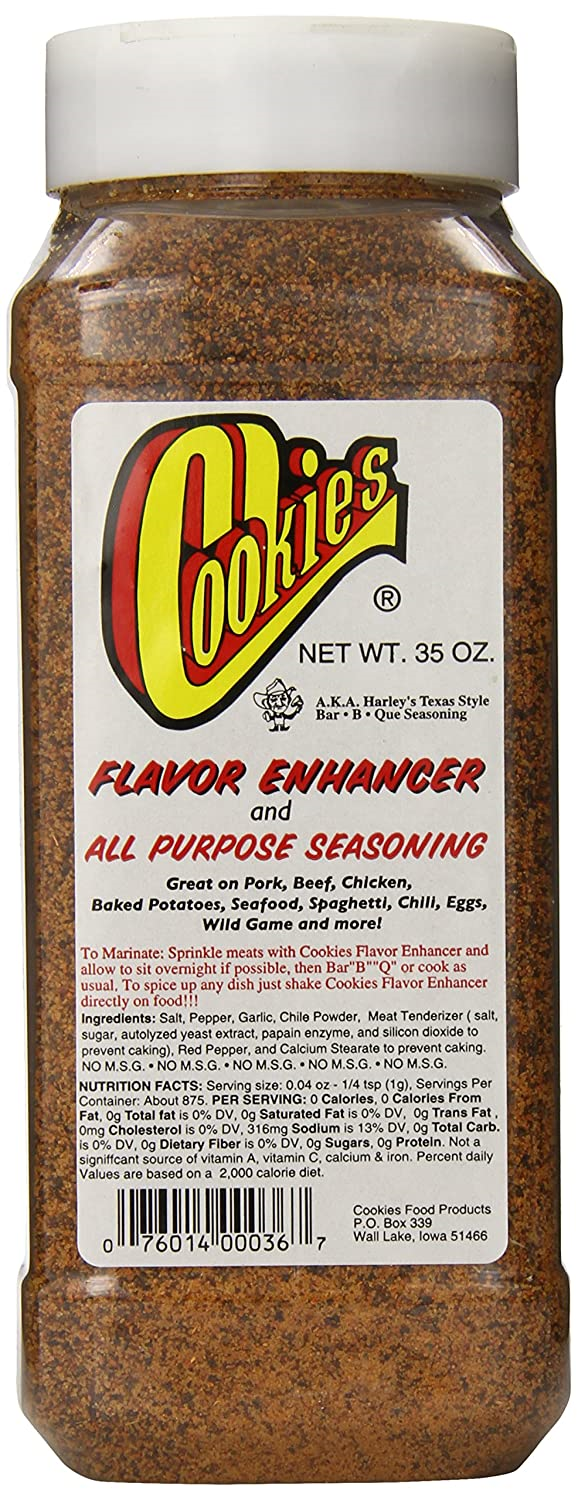 Cookies
®
NET WT. 35 OZ.
A.K.A. Harley's Texas Style
Bar • B • Que Seasoning
FLAVOR ENHANCER
and
ALL PURPOSE SEASONING
Great on Pork, Beef, Chicken,
Baked Potatoes, Seafood, Spaghetti, Chili, Eggs,
Wild Game and more!
To Marinate: Sprinkle meats with Cookies Flavor Enhancer and
allow to sit overnight if possible, then Bar"B""Q" or cook as
usual. To spice up any dish just shake Cookies Flavor Enhancer
directly on food!!!
Ingredients: Salt, Pepper, Garlic, Chile Powder, Meat Tenderizer ( salt,
sugar, autolyzed yeast extract, papain enzyme, and silicon dioxide to
prevent caking), Red Pepper, and Calcium Stearate to prevent caking.
NO M.S.G. • NO M.S.G. • NO M.S.G. • NO M.S.G. • NO M.S.G.
NUTRITION FACTS: Serving size: 0.04 oz - 1/4 tsp (1g), Servings Per
Container: About 875. PER SERVING: 0 Calories, 0 Calories From
Fat, 0g Total fat is 0% DV, 0g Saturated Fat is 0% DV, 0g Trans Fat ,
0mg Cholesterol is 0% DV, 316mg Sodium is 13% DV, 0g Total Carb.
is 0% DV, 0g Dietary Fiber is 0% DV, 0g Sugars, 0g Protein. Not a
signiffcant source of vitamin A, vitamin C, calcium & iron. Percent daily
Values are based on a 2,000 calorie diet.
0 76014 00036 7
Cookies Food Products
P.O. Box 339
Wall Lake, Iowa 51466